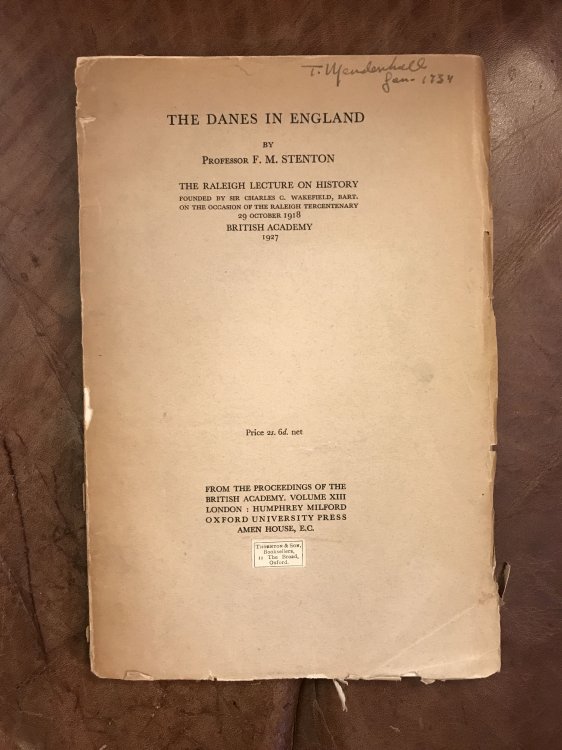 T. Mendenhall
Jan- 1934
THE DANES IN ENGLAND
BY
PROFESSOR F. M. STENTON
THE RALEIGH LECTURE ON HISTORY
FOUNDED BY SIR CHARLES C. WAKEFIELD, BART.
ON THE OCCASION OF THE RALEIGH TERCENTENARY
29 OCTOBER 1918
BRITISH ACADEMY
1927
Price 2s. 6d. net
FROM THE PROCEEDINGS OF THE
BRITISH ACADEMY. VOLUME XIII
LONDON : HUMPHREY MILFORD
OXFORD UNIVERSITY PRESS
AMEN HOUSE, E.C.
THORNTON & SON,
Booksellers,
11 The Broad,
Oxford.